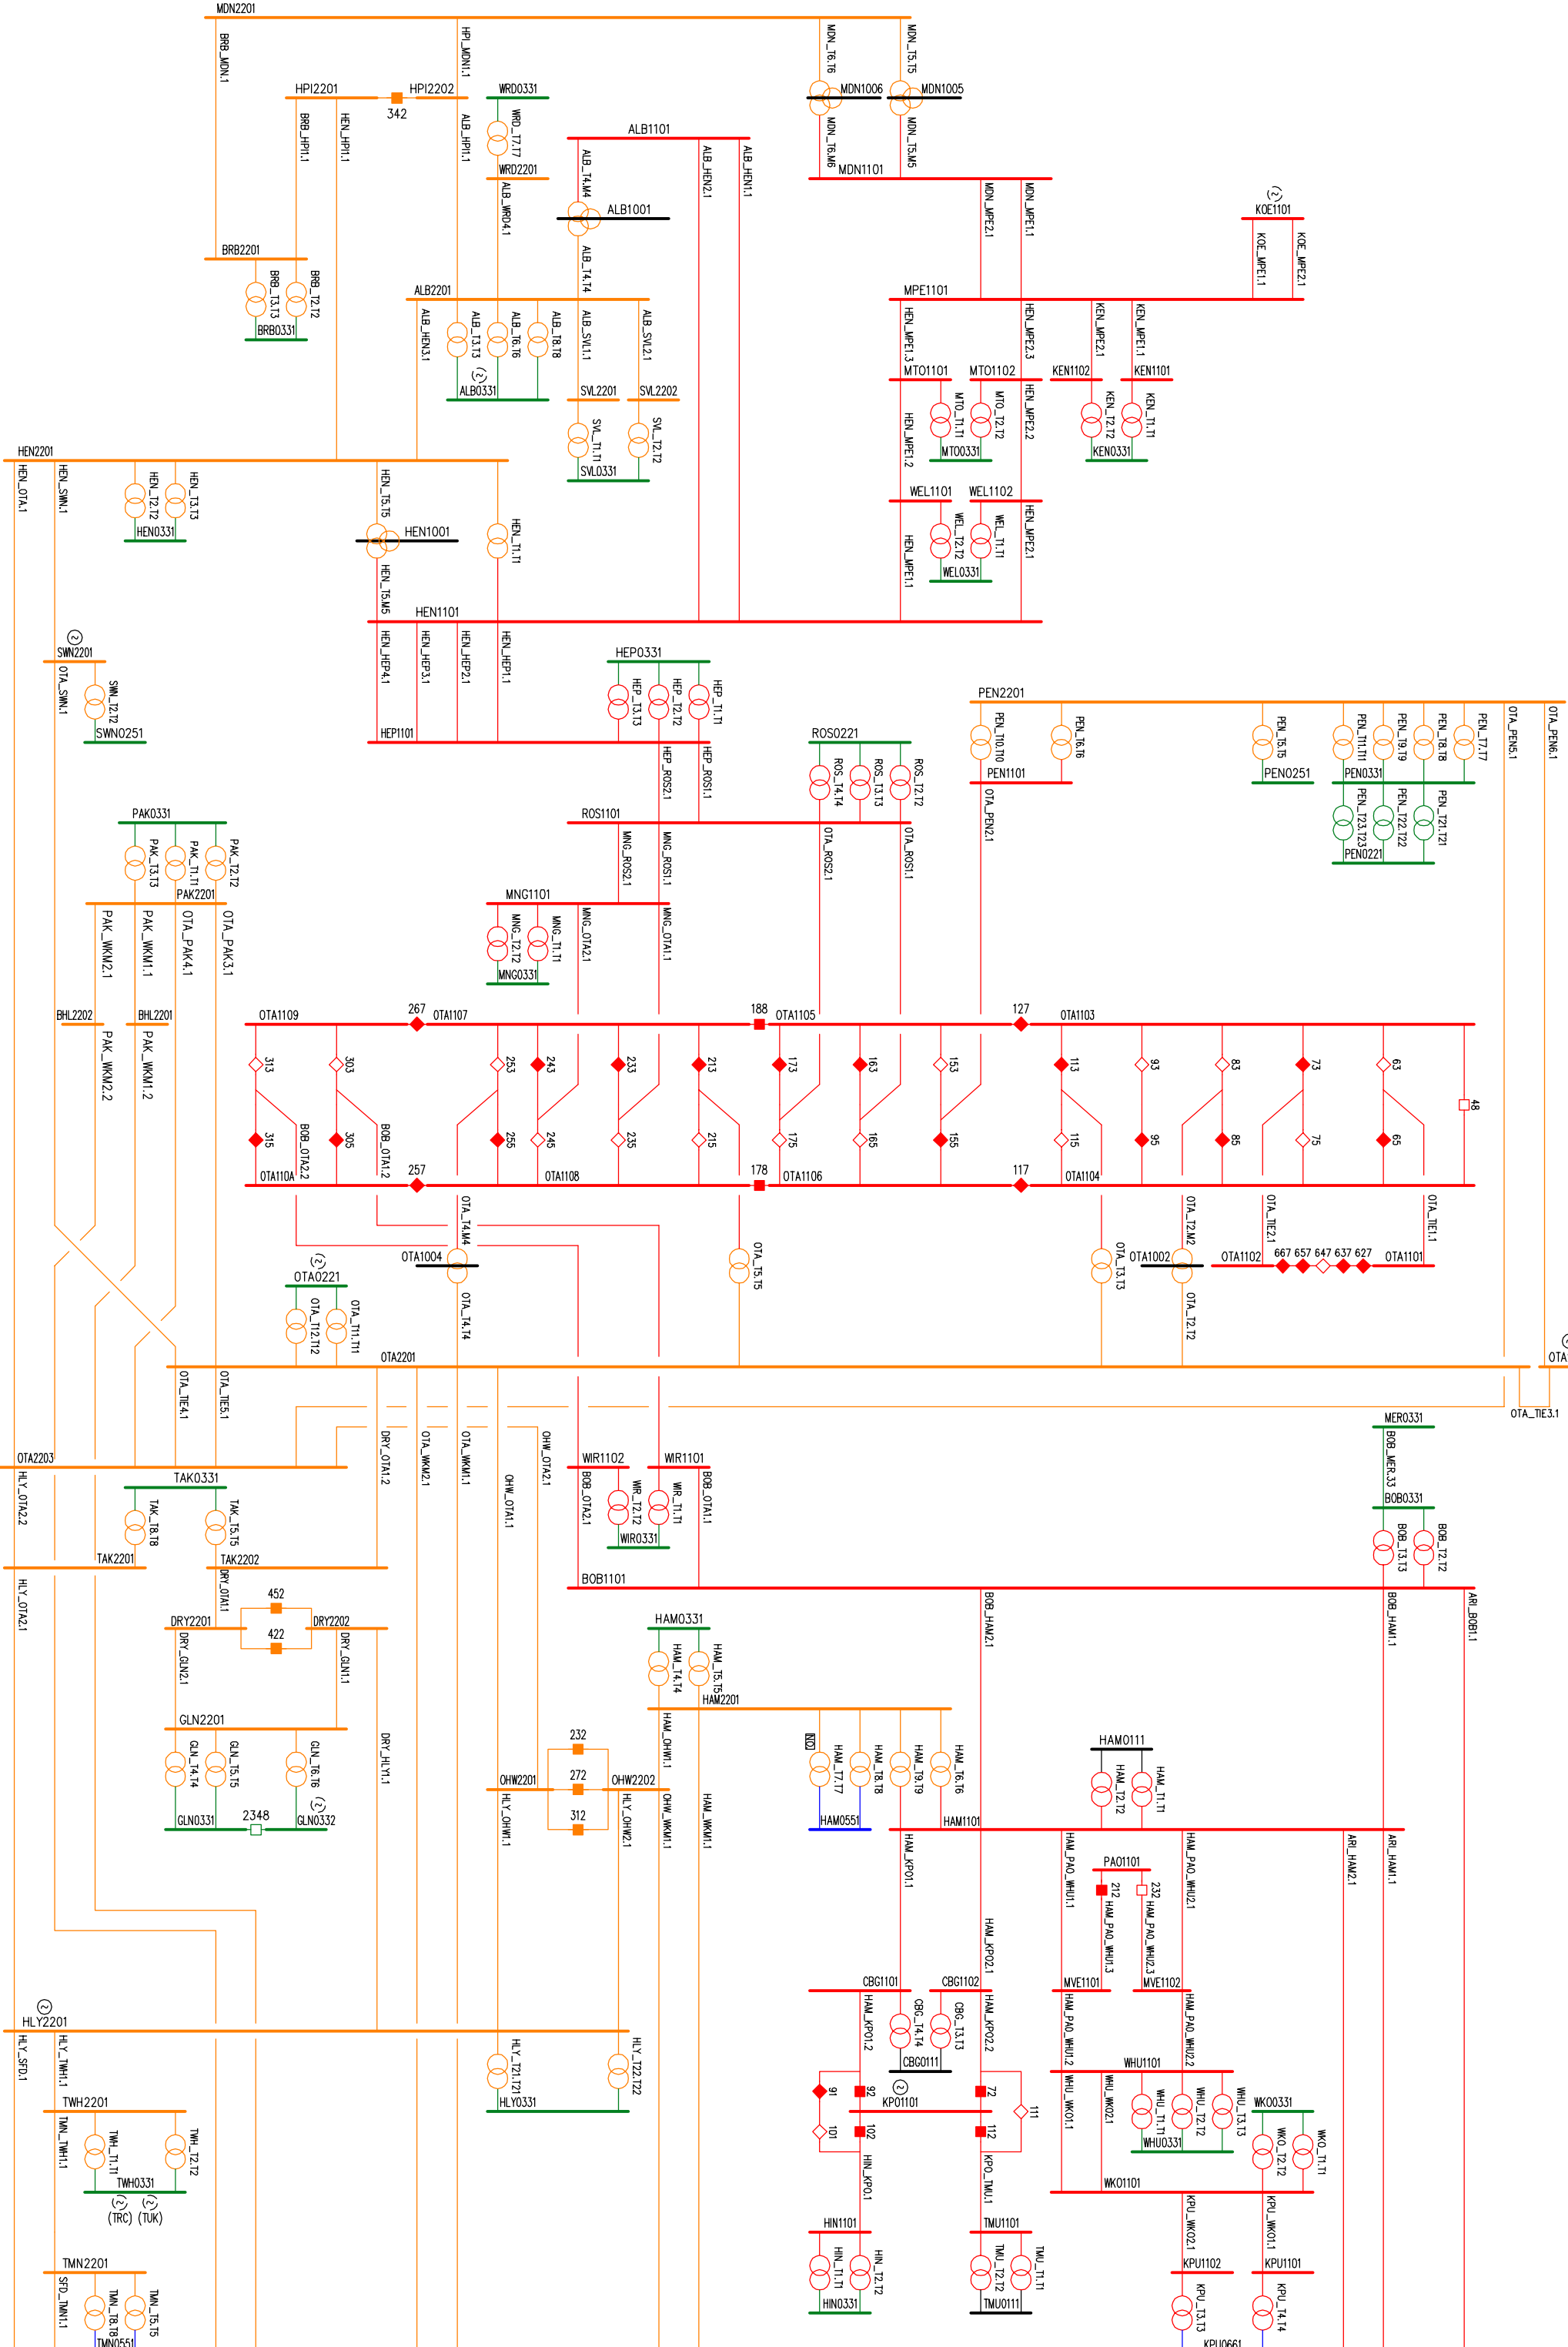 MDN2201
BRB_MDN.1
HPI_MDN1.1
MDN_T6.T6
MDN_T5.T5
HPI2201
HPI2202
342
WRD0331
MDN1006
MDN1005
BRB_HPI1.1
HEN_HPI1.1
ALB_HPI1.1
WRD_T7.T7
ALB1101
MDN_T6.M6
MDN_T5.M5
ALB_T4.M4
ALB_HEN2.1
ALB_HEN1.1
WRD2201
MDN1101
ALB_WRD4.1
ALB1001
MDN_MPE2.1
MDN_MPE1.1
KOE1101
KOE_MPE1.1
KOE_MPE2.1
BRB2201
BRB_T3.T3
BRB_T2.T2
BRB0331
ALB_T4.T4
ALB2201
MPE1101
ALB_HEN3.1
ALB_T3.T3
ALB_T6.T6
ALB_T8.T8
ALB_SVL1.1
ALB_SVL2.1
HEN_MPE1.3
HEN_MPE2.3
KEN_MPE2.1
KEN_MPE1.1
ALB0331
SVL2201
SVL2202
MTO1101
MTO1102
KEN1102
KEN1101
SVL_T1.T1
SVL_T2.T2
HEN_MPE1.2
MTO_T1.T1
MTO_T2.T2
HEN_MPE2.2
KEN_T2.T2
KEN_T1.T1
HEN2201
SVL0331
MTO0331
KEN0331
HEN_OTA.1
HEN_SWN.1
HEN_T2.T2
HEN_T3.T3
HEN_T5.T5
HEN_T1.T1
WEL1101
WEL1102
HEN0331
HEN1001
HEN_MPE1.1
WEL_T2.T2
WEL_T1.T1
HEN_MPE2.1
WEL0331
HEN_T5.M5
HEN1101
HEN_HEP4.1
HEN_HEP3.1
HEN_HEP2.1
HEN_HEP1.1
SWN2201
HEP0331
OTA_SWN.1
SWN_T2.T2
HEP_T3.T3
HEP_T2.T2
HEP_T1.T1
PEN2201
SWN0251
HEP1101
ROS0221
PEN_T10.T10
PEN_T6.T6
PEN_T5.T5
PEN_T11.T11
PEN_T9.T9
PEN_T8.T8
PEN_T7.T7
OTA_PEN5.1
OTA_PEN6.1
HEP_ROS2.1
HEP_ROS1.1
ROS_T4.T4
ROS_T3.T3
ROS_T2.T2
PEN1101
PEN0251
PEN0331
PAK0331
ROS1101
OTA_PEN2.1
PEN_T23.T23
PEN_T22.T22
PEN_T21.T21
PAK_T3.T3
PAK_T1.T1
PAK_T2.T2
MNG_ROS2.1
MNG_ROS1.1
OTA_ROS2.1
OTA_ROS1.1
PEN0221
PAK2201
MNG1101
PAK_WKM2.1
PAK_WKM1.1
OTA_PAK4.1
OTA_PAK3.1
MNG_T2.T2
MNG_T1.T1
MNG_OTA2.1
MNG_OTA1.1
MNG0331
BHL2202
BHL2201
OTA1109
267
OTA1107
188
OTA1105
127
OTA1103
PAK_WKM2.2
PAK_WKM1.2
313
303
253
243
233
213
173
163
153
113
93
83
73
63
48
315
305
255
245
235
215
175
165
155
115
95
85
75
65
BOB_OTA2.2
BOB_OTA1.2
OTA110A
257
OTA1108
178
OTA1106
117
OTA1104
OTA_T4.M4
OTA_T2.M2
OTA_TIE2.1
OTA_TIE1.1
OTA1004
OTA_T5.T5
OTA_T3.T3
OTA1002
OTA1102
667
657
647
637
627
OTA1101
OTA0221
OTA_T12.T12
OTA_T11.T11
OTA_T4.T4
OTA_T2.T2
OTA2201
OTA
OTA_TIE4.1
OTA_TIE5.1
OTA_TIE3.1
DRY_OTA1.2
OTA_WKM2.1
OTA_WKM1.1
OHW_OTA1.1
OHW_OTA2.1
MER0331
BOB_MER.33
OTA2203
WIR1102
WIR1101
HLY_OTA2.2
TAK0331
TAK_T8.T8
TAK_T5.T5
BOB_OTA2.1
WIR_T2.T2
WIR_T1.T1
BOB_OTA1.1
BOB0331
WIR0331
BOB_T3.T3
BOB_T2.T2
TAK2201
TAK2202
BOB1101
HLY_OTA2.1
DRY_OTA1.1
452
422
DRY2201
DRY2202
HAM0331
BOB_HAM2.1
BOB_HAM1.1
ARI_BOB1.1
DRY_GLN2.1
DRY_GLN1.1
HAM_T4.T4
HAM_T5.T5
GLN2201
HAM2201
DRY_HLY1.1
GLN_T4.T4
GLN_T5.T5
GLN_T6.T6
232
272
312
HAM_OHW1.1
HAM_T7.T7
HAM_T8.T8
HAM_T9.T9
HAM_T6.T6
HAM0111
HAM_T2.T2
HAM_T1.T1
OHW2201
OHW2202
GLN0331
2348
GLN0332
HAM0551
HAM1101
HLY_OHW1.1
HLY_OHW2.1
OHW_WKM1.1
HAM_WKM1.1
HAM_KPO1.1
HAM_PAO_WHU1.1
PAO1101
HAM_PAO_WHU2.1
ARI_HAM2.1
ARI_HAM1.1
212
232
HAM_KPO2.1
HAM_PAO_WHU1.3
HAM_PAO_WHU2.3
CBG1101
CBG1102
MVE1101
MVE1102
HLY2201
HAM_KPO1.2
CBG_T4.T4
CBG_T3.T3
HAM_KPO2.2
HAM_PAO_WHU1.2
HAM_PAO_WHU2.2
HLY_SFD.1
HLY_TWH1.1
HLY_T21.T21
HLY_T22.T22
CBG0111
WHU1101
91
92
72
111
WHU_WKO1.1
WHU_WKO2.1
WHU_T1.T1
WHU_T2.T2
WHU_T3.T3
TWH2201
HLY0331
KPO1101
WKO0331
101
102
112
WHU0331
WKO_T2.T2
WKO_T1.T1
TMN_TWH1.1
TWH_T1.T1
TWH_T2.T2
HIN_KPO.1
KPO_TMU.1
TWH0331
WKO1101
(TRC)
(TUK)
HIN1101
TMU1101
KPU_WKO2.1
KPU_WKO1.1
HIN_T1.T1
HIN_T2.T2
TMU_T2.T2
TMU_T1.T1
TMN2201
KPU1102
KPU1101
SFD_TMN1.1
TMN_T8.T8
TMN_T5.T5
HIN0331
TMU0111
KPU_T3.T3
KPU_T4.T4
TMN0551
KPU0661